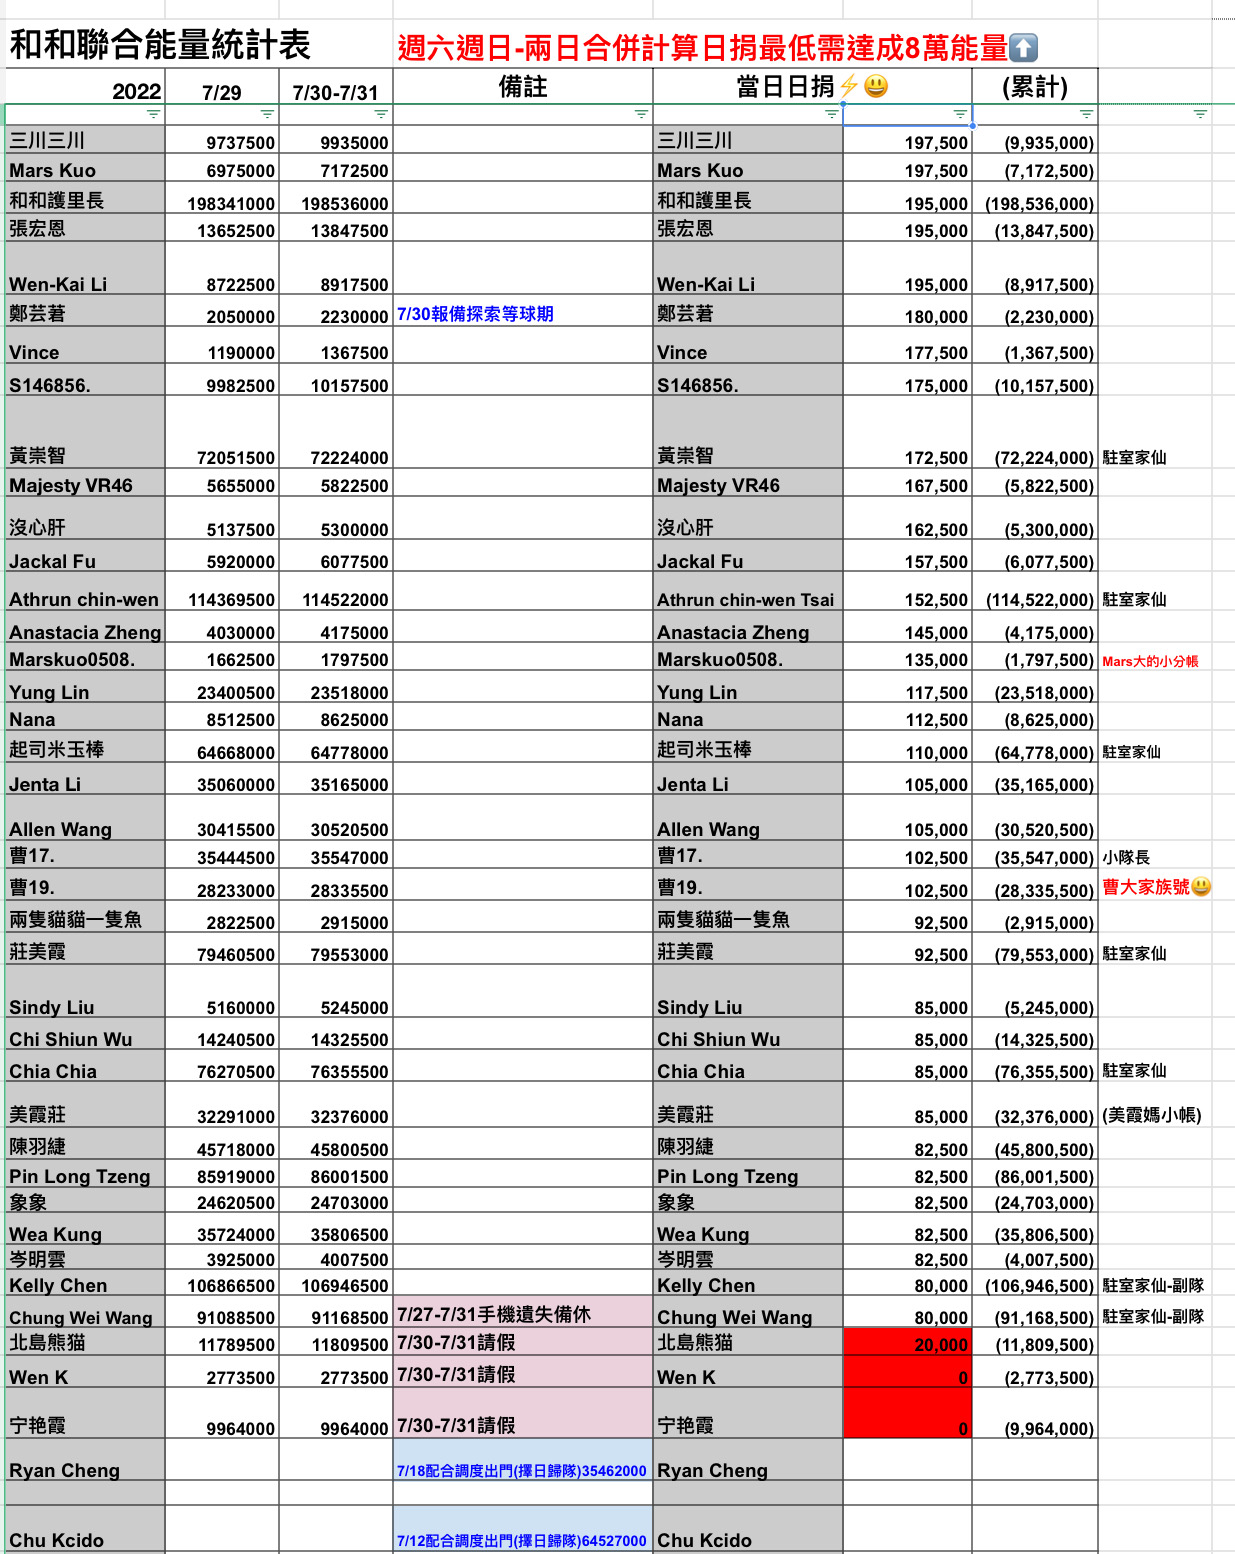 和和聯合能量統計表 週六週日-兩日合併計算日捐最低需達成8萬能量⬆️
2022 7/29 7/30-7/31 備註 當日日捐⚡😃 (累計)
三川三川 9737500 9935000 三川三川 197,500 (9,935,000)
Mars Kuo 6975000 7172500 Mars Kuo 197,500 (7,172,500)
和和護里長 198341000 198536000 和和護里長 195,000 (198,536,000)
張宏恩 13652500 13847500 張宏恩 195,000 (13,847,500)
Wen-Kai Li 8722500 8917500 Wen-Kai Li 195,000 (8,917,500)
鄭芸莙 2050000 2230000 7/30報備探索等球期 鄭芸莙 180,000 (2,230,000)
Vince 1190000 1367500 Vince 177,500 (1,367,500)
S146856. 9982500 10157500 S146856. 175,000 (10,157,500)
黃崇智 72051500 72224000 黃崇智 172,500 (72,224,000) 駐室家仙
Majesty VR46 5655000 5822500 Majesty VR46 167,500 (5,822,500)
沒心肝 5137500 5300000 沒心肝 162,500 (5,300,000)
Jackal Fu 5920000 6077500 Jackal Fu 157,500 (6,077,500)
Athrun chin-wen 114369500 114522000 Athrun chin-wen Tsai 152,500 (114,522,000) 駐室家仙
Anastacia Zheng 4030000 4175000 Anastacia Zheng 145,000 (4,175,000)
Marskuo0508. 1662500 1797500 Marskuo0508. 135,000 (1,797,500) Mars大的小分帳
Yung Lin 23400500 23518000 Yung Lin 117,500 (23,518,000)
Nana 8512500 8625000 Nana 112,500 (8,625,000)
起司米玉棒 64668000 64778000 起司米玉棒 110,000 (64,778,000) 駐室家仙
Jenta Li 35060000 35165000 Jenta Li 105,000 (35,165,000)
Allen Wang 30415500 30520500 Allen Wang 105,000 (30,520,500)
曹17. 35444500 35547000 曹17. 102,500 (35,547,000) 小隊長
曹19. 28233000 28335500 曹19. 102,500 (28,335,500) 曹大家族號😃
兩隻貓貓一隻魚 2822500 2915000 兩隻貓貓一隻魚 92,500 (2,915,000)
莊美霞 79460500 79553000 莊美霞 92,500 (79,553,000) 駐室家仙
Sindy Liu 5160000 5245000 Sindy Liu 85,000 (5,245,000)
Chi Shiun Wu 14240500 14325500 Chi Shiun Wu 85,000 (14,325,500)
Chia Chia 76270500 76355500 Chia Chia 85,000 (76,355,500) 駐室家仙
美霞莊 32291000 32376000 美霞莊 85,000 (32,376,000) (美霞媽小帳)
陳羽緁 45718000 45800500 陳羽緁 82,500 (45,800,500)
Pin Long Tzeng 85919000 86001500 Pin Long Tzeng 82,500 (86,001,500)
象象 24620500 24703000 象象 82,500 (24,703,000)
Wea Kung 35724000 35806500 Wea Kung 82,500 (35,806,500)
岑明雲 3925000 4007500 岑明雲 82,500 (4,007,500)
Kelly Chen 106866500 106946500 Kelly Chen 80,000 (106,946,500) 駐室家仙-副隊
Chung Wei Wang 91088500 91168500 7/27-7/31手機遺失備休 Chung Wei Wang 80,000 (91,168,500) 駐室家仙-副隊
北島熊猫 11789500 11809500 7/30-7/31請假 北島熊猫 20,000 (11,809,500)
Wen K 2773500 2773500 7/30-7/31請假 Wen K 0 (2,773,500)
宁艳霞 9964000 9964000 7/30-7/31請假 宁艳霞 0 (9,964,000)
Ryan Cheng 7/18配合調度出門(擇日歸隊)35462000 Ryan Cheng
Chu Kcido 7/12配合調度出門(擇日歸隊)64527000 Chu Kcido